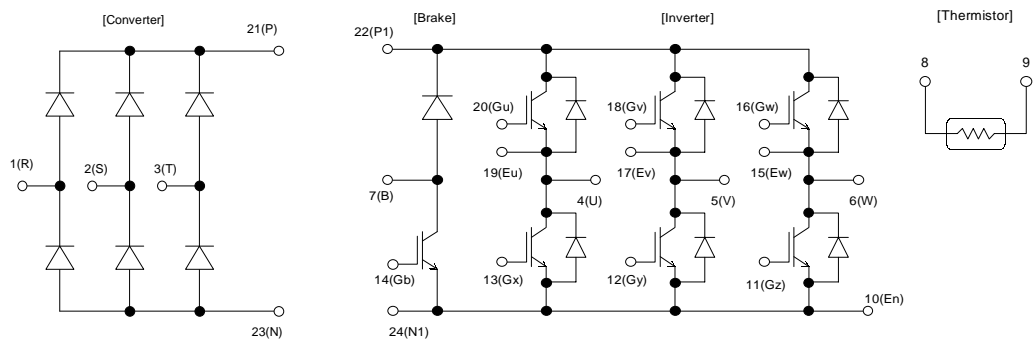 [Converter]
[Brake]
[Inverter]
[Thermistor]
21(P)
22(P1)
8
9
20(Gu)
18(Gv)
16(Gw)
1(R)
2(S)
3(T)
19(Eu)
17(Ev)
15(Ew)
7(B)
4(U)
5(V)
6(W)
14(Gb)
13(Gx)
12(Gy)
11(Gz)
10(En)
23(N)
24(N1)